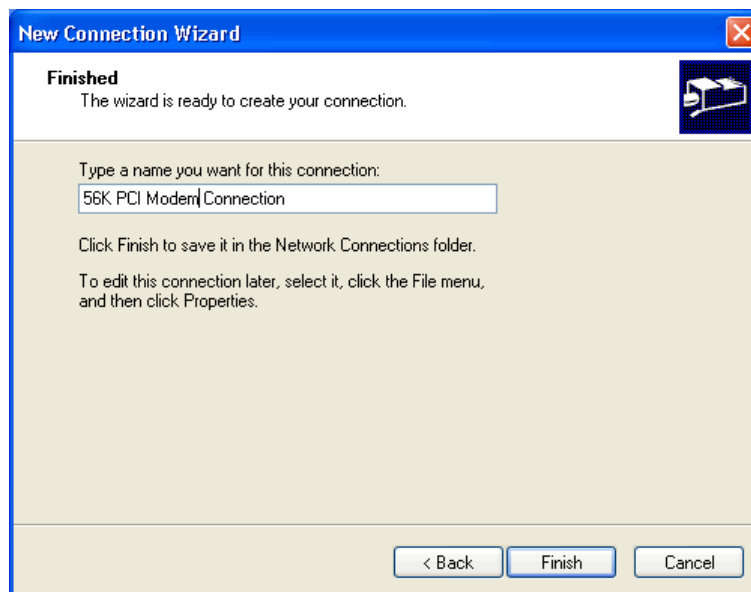 New Connection Wizard
Finished
The wizard is ready to create your connection.
Type a name you want for this connection:
56K PCI Modem Connection
Click Finish to save it in the Network Connections folder.
To edit this connection later, select it, click the File menu,
and then click Properties.
< Back Finish Cancel